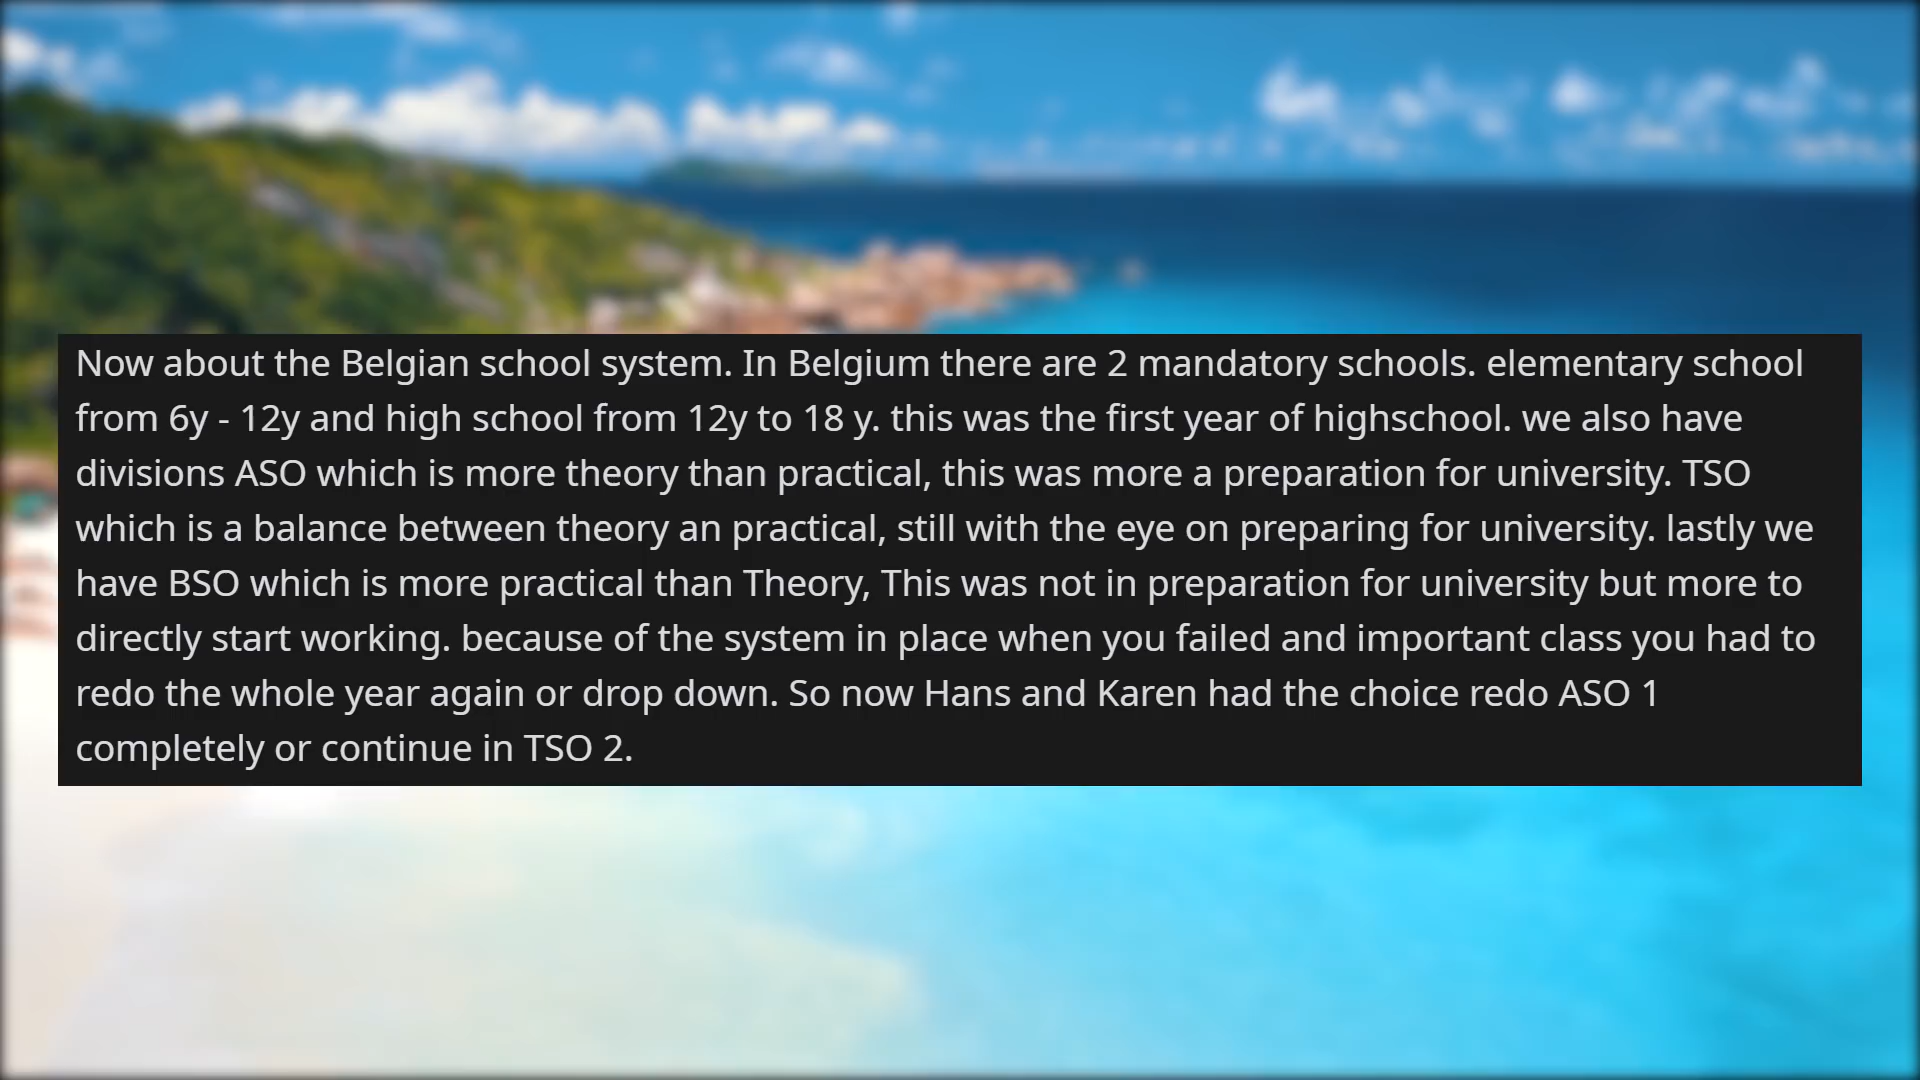 Now about the Belgian school system. In Belgium there are 2 mandatory schools. elementary school
from 6y - 12y and high school from 12y to 18 y. this was the first year of highschool. we also have
divisions ASO which is more theory than practical, this was more a preparation for university. TSO
which is a balance between theory an practical, still with the eye on preparing for university. lastly we
have BSO which is more practical than Theory, This was not in preparation for university but more to
directly start working. because of the system in place when you failed and important class you had to
redo the whole year again or drop down. So now Hans and Karen had the choice redo ASO 1
completely or continue in TSO 2.